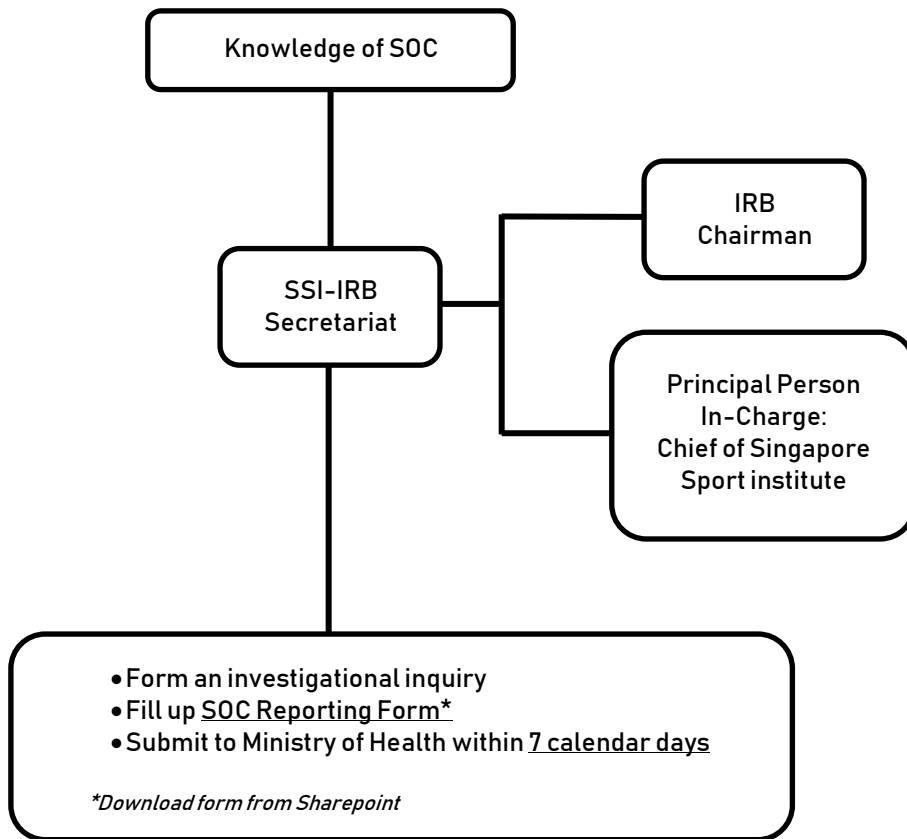 Knowledge of SOC
IRB
Chairman
SSI-IRB
Secretariat
Principal Person
In-Charge:
Chief of Singapore
Sport institute
•Form an investigational inquiry
•Fill up SOC Reporting Form*
•Submit to Ministry of Health within 7 calendar days
*Download form from Sharepoint